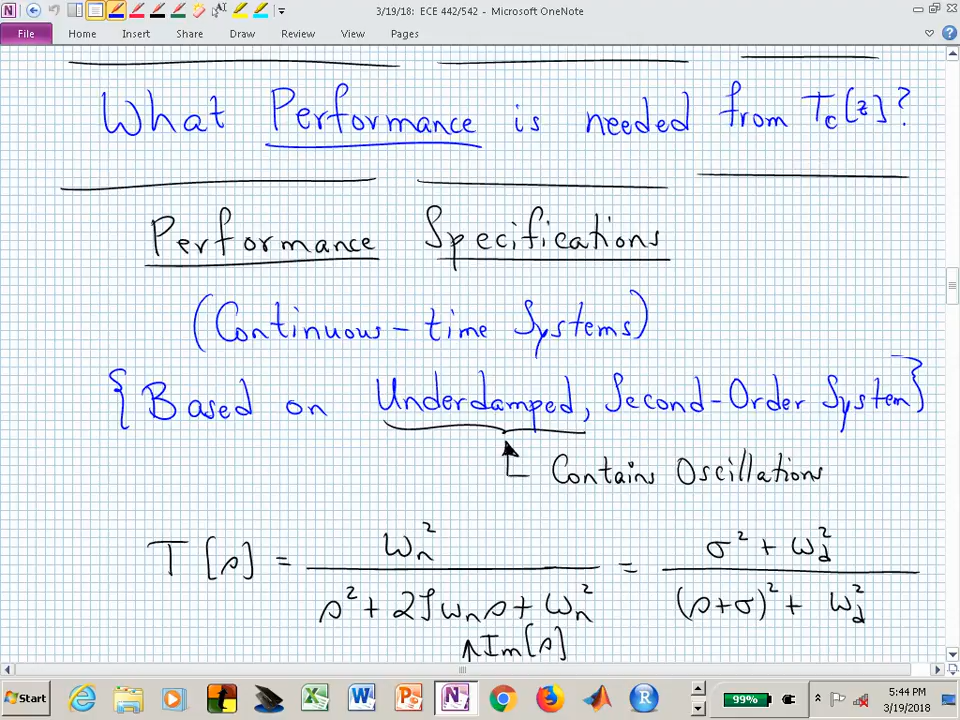 3/19/18: ECE 442/542 - Microsoft OneNote
File Home Insert Share Draw Review View Pages
What Performance is needed from Tc[z]?
Performance Specifications
(Continuous-time Systems)
{Based on Underdamped, Second-Order System}
Contains Oscillations
T[s] = ωn² / (s² + 2ζωns + ωn²) = (σ² + ωd²) / ((s+σ)² + ωd²)
Im[s]
Start
99%
5:44 PM
3/19/2018